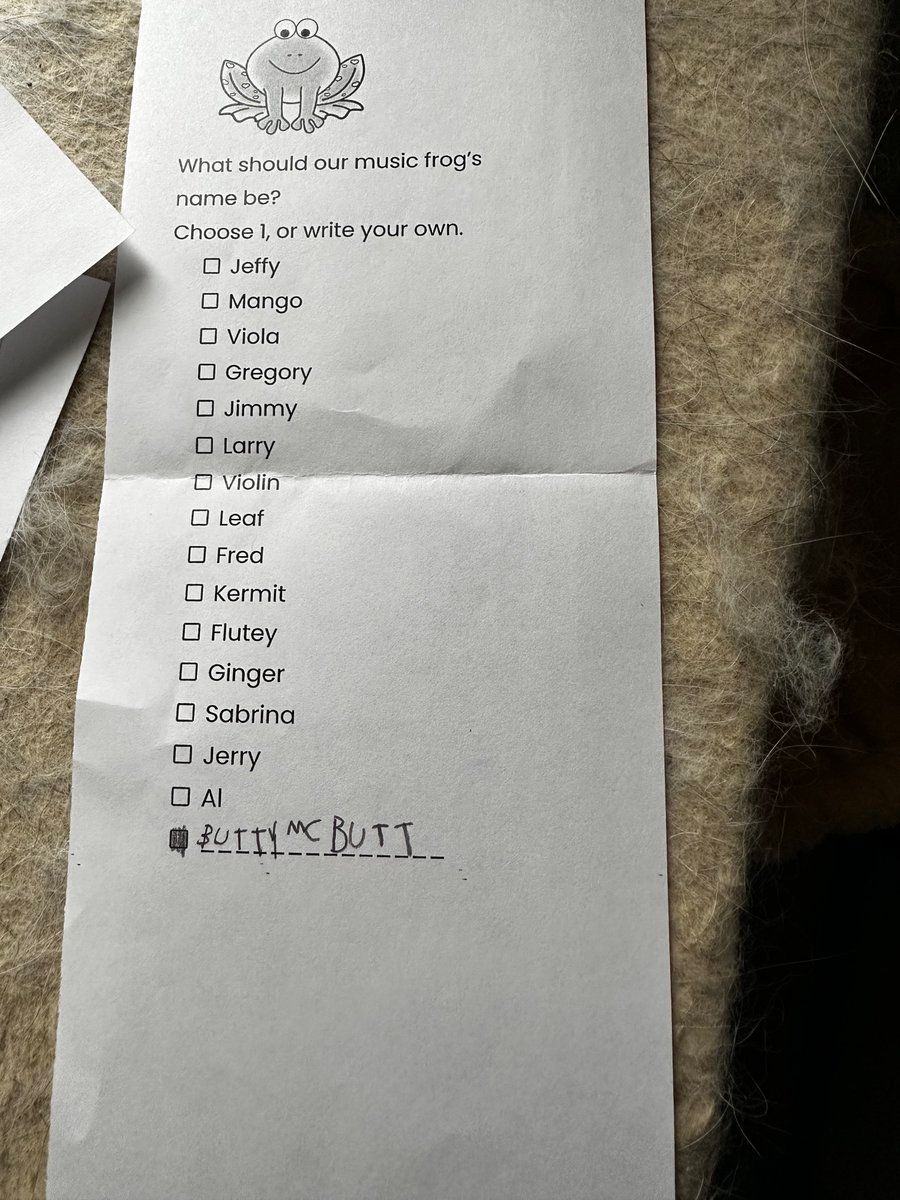 What should our music frog's
name be?
Choose 1, or write your own.
Jeffy
Mango
Viola
Gregory
Jimmy
Larry
Violin
Leaf
Fred
Kermit
Flutey
Ginger
Sabrina
Jerry
Al
BUTTY MC BUTT